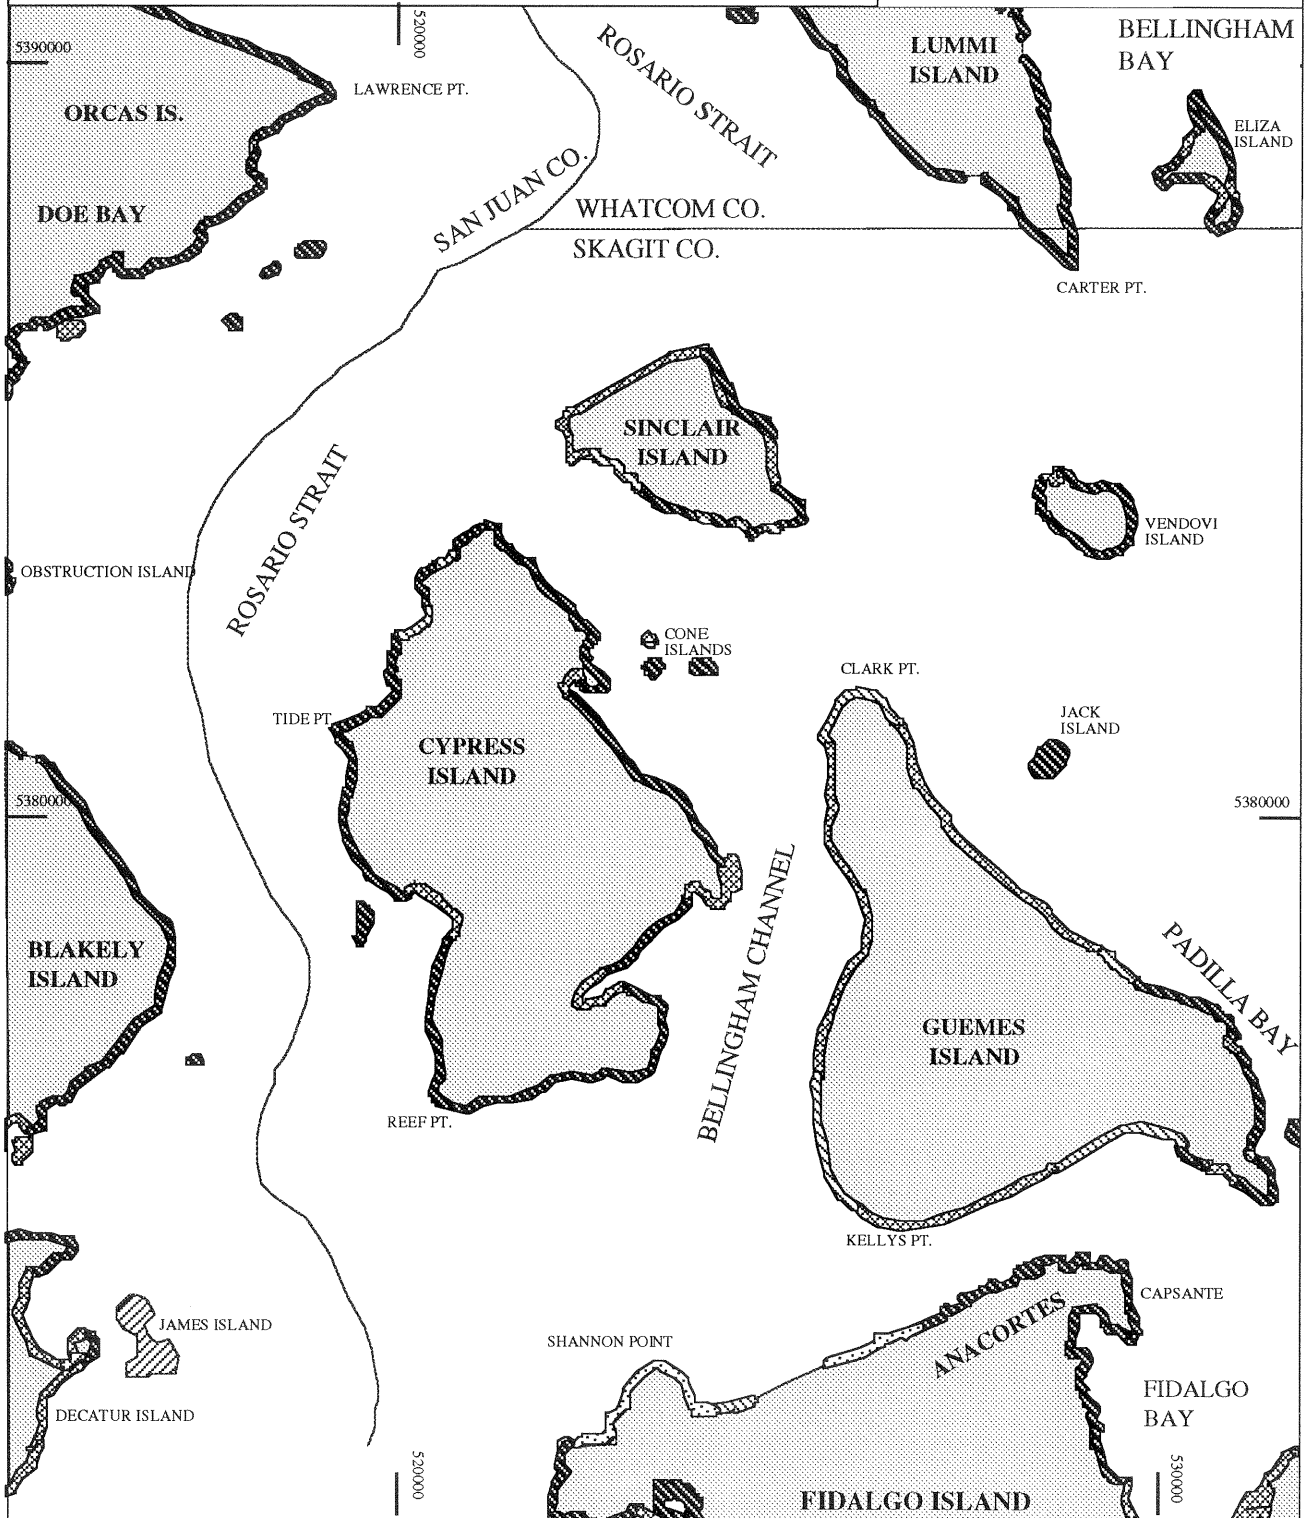 520000
5390000
LAWRENCE PT.
ORCAS IS.
DOE BAY
ROSARIO STRAIT
LUMMI
ISLAND
BELLINGHAM
BAY
ELIZA
ISLAND
SAN JUAN CO.
WHATCOM CO.
SKAGIT CO.
CARTER PT.
SINCLAIR
ISLAND
ROSARIO STRAIT
VENDOVI
ISLAND
OBSTRUCTION ISLAND
CONE
ISLANDS
CLARK PT.
TIDE PT.
CYPRESS
ISLAND
JACK
ISLAND
5380000
5380000
BELLINGHAM CHANNEL
BLAKELY
ISLAND
PADILLA BAY
GUEMES
ISLAND
REEF PT.
KELLYS PT.
JAMES ISLAND
SHANNON POINT
ANACORTES
CAPSANTE
DECATUR ISLAND
FIDALGO
BAY
520000
530000
FIDALGO ISLAND